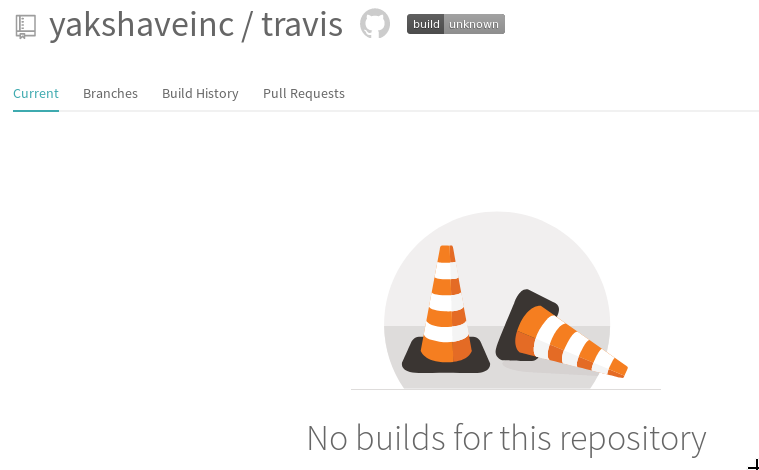 yakshaveinc / travis
build unknown
Current Branches Build History Pull Requests
No builds for this repository